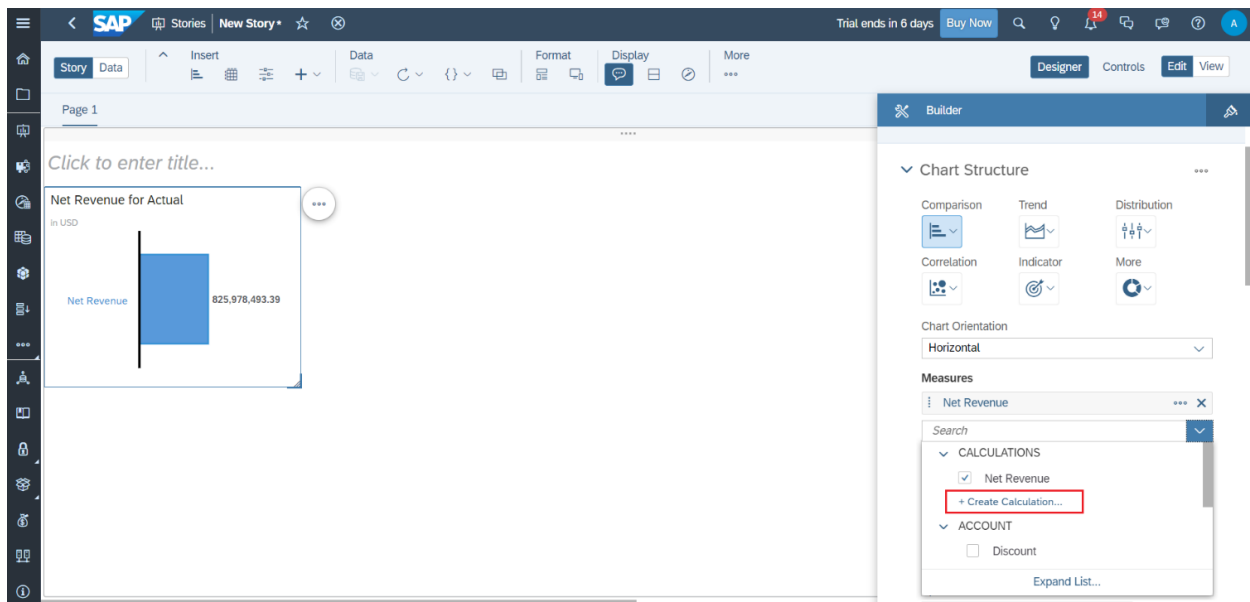 SAP Stories New Story* Trial ends in 6 days Buy Now 14 A
Insert Data Format Display More
Story Data Designer Controls Edit View
Page 1
Builder
Click to enter title...
Chart Structure
Net Revenue for Actual
in USD
Comparison Trend Distribution
Correlation Indicator More
Net Revenue 825,978,493.39
Chart Orientation
Horizontal
Measures
Net Revenue
Search
CALCULATIONS
Net Revenue
+ Create Calculation...
ACCOUNT
Discount
Expand List...